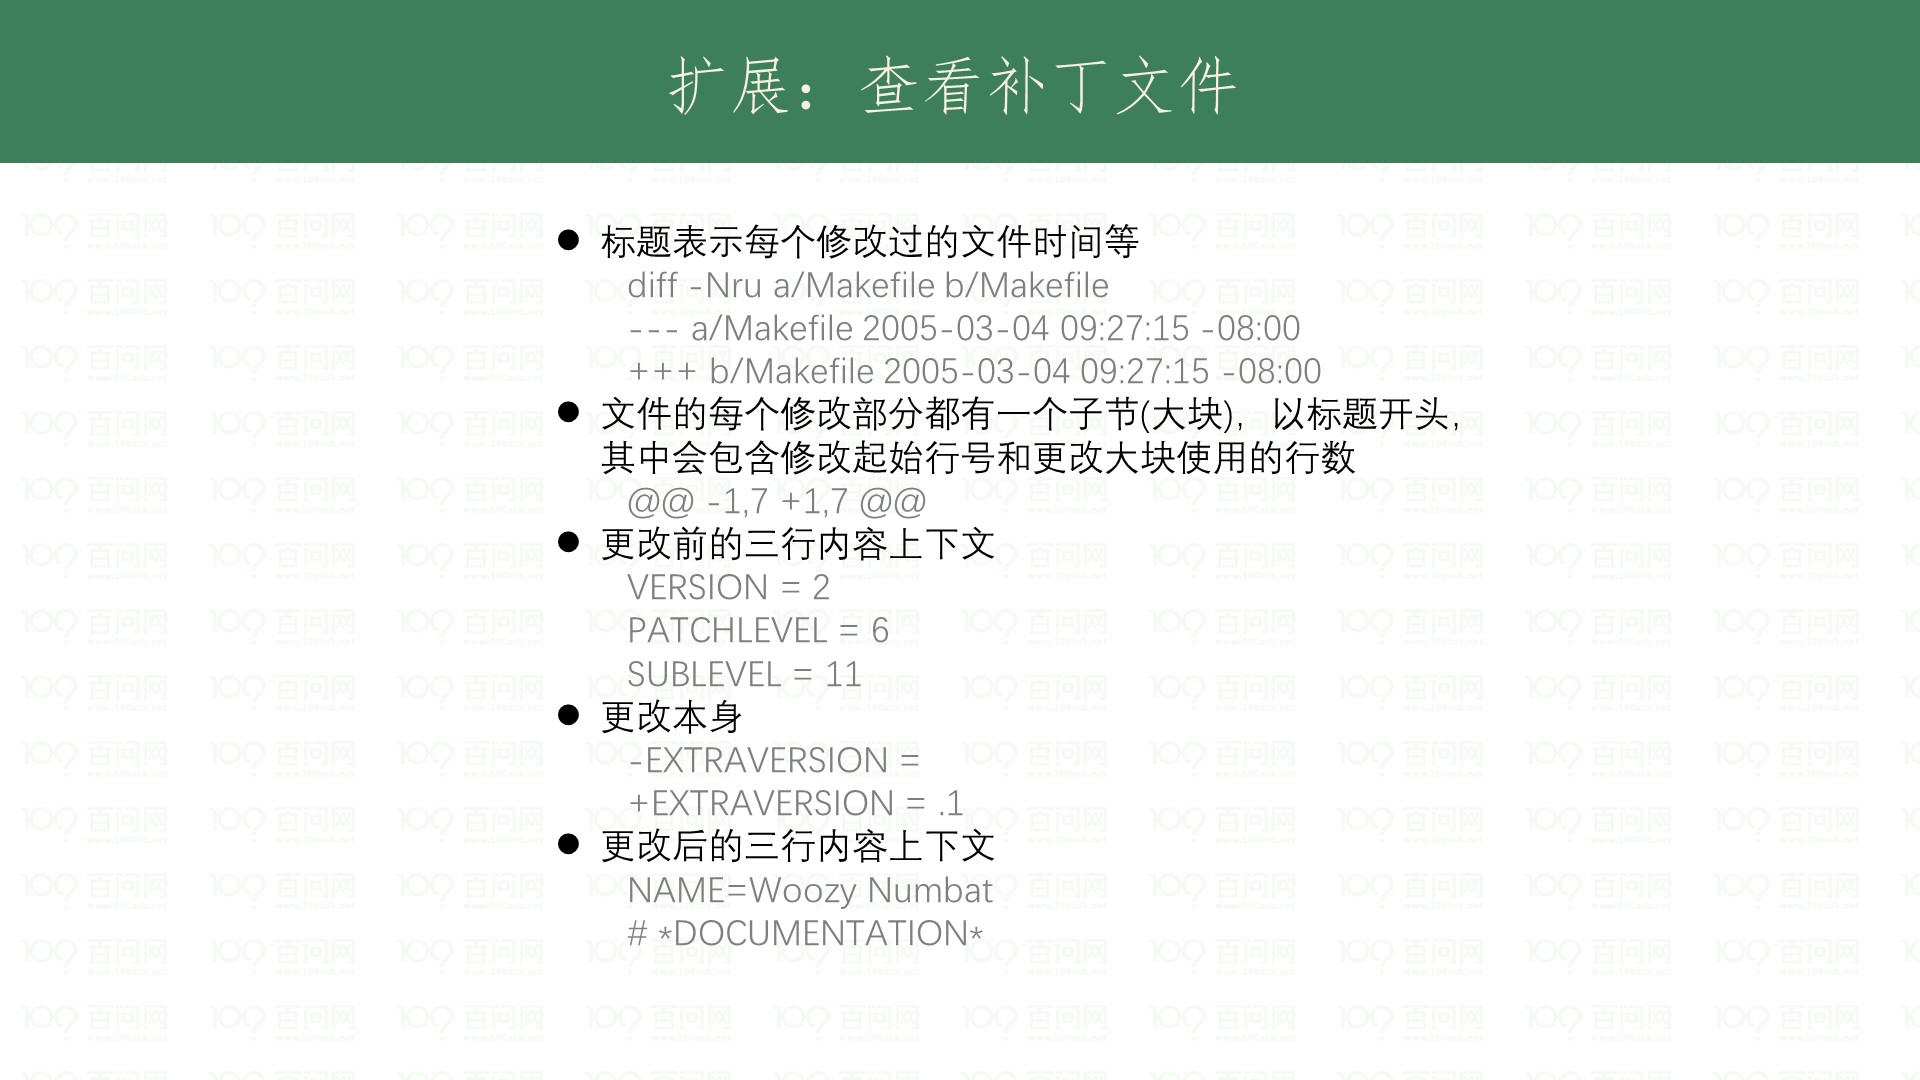 扩展：查看补丁文件
● 标题表示每个修改过的文件时间等
diff -Nru a/Makefile b/Makefile
--- a/Makefile 2005-03-04 09:27:15 -08:00
+++ b/Makefile 2005-03-04 09:27:15 -08:00
● 文件的每个修改部分都有一个子节(大块)，以标题开头，
其中会包含修改起始行号和更改大块使用的行数
@@ -1,7 +1,7 @@
● 更改前的三行内容上下文
VERSION = 2
PATCHLEVEL = 6
SUBLEVEL = 11
● 更改本身
-EXTRAVERSION =
+EXTRAVERSION = .1
● 更改后的三行内容上下文
NAME=Woozy Numbat
# *DOCUMENTATION*